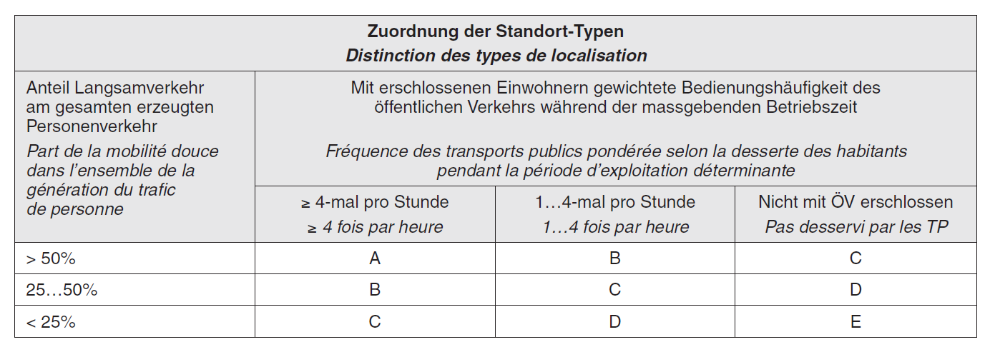 Zuordnung der Standort-Typen
Distinction des types de localisation
Anteil Langsamverkehr
am gesamten erzeugten
Personenverkehr
Part de la mobilité douce
dans l’ensemble de la
génération du trafic
de personne
Mit erschlossenen Einwohnern gewichtete Bedienungshäufigkeit des
öffentlichen Verkehrs während der massgebenden Betriebszeit
Fréquence des transports publics pondérée selon la desserte des habitants
pendant la période d’exploitation déterminante
≥ 4-mal pro Stunde
≥ 4 fois par heure
1…4-mal pro Stunde
1…4 fois par heure
Nicht mit ÖV erschlossen
Pas desservi par les TP
> 50% A B C
25…50% B C D
< 25% C D E